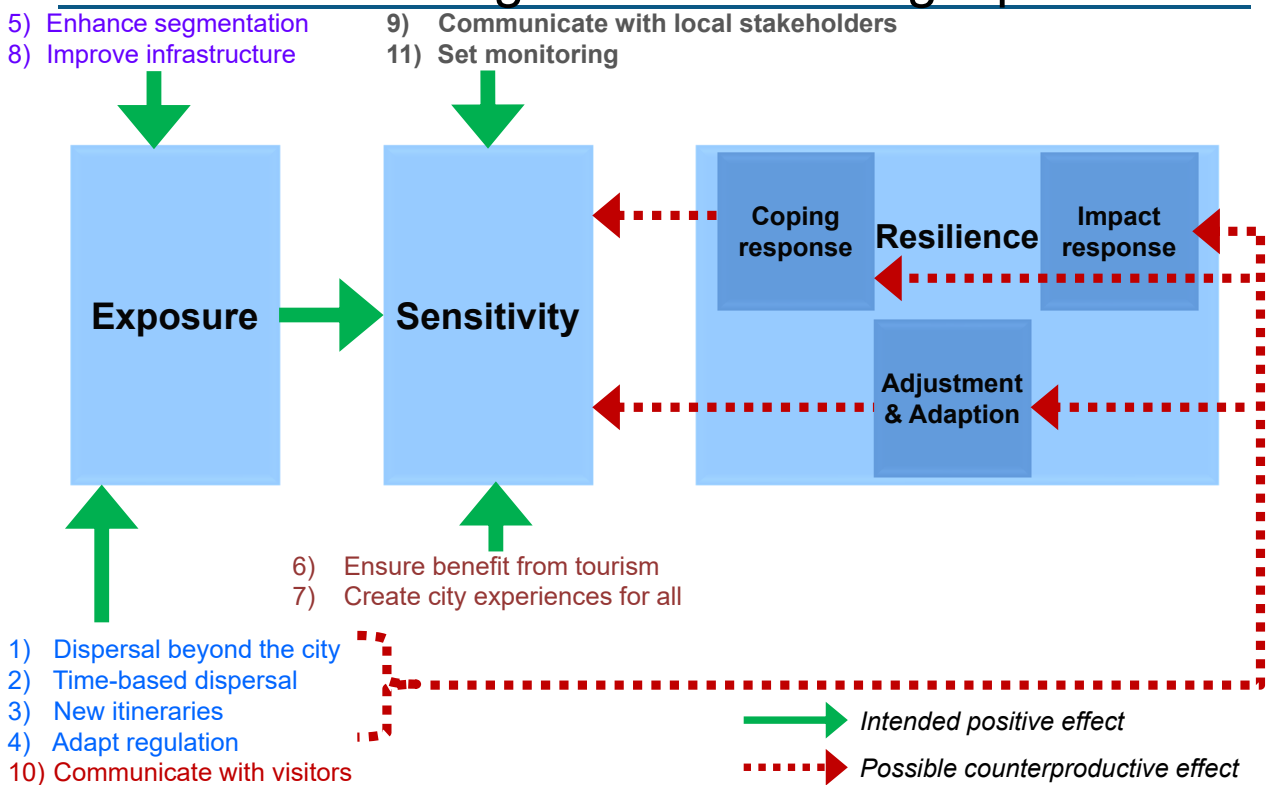 5) Enhance segmentation
8) Improve infrastructure
9) Communicate with local stakeholders
11) Set monitoring
Exposure
Sensitivity
Coping
response
Resilience
Impact
response
Adjustment
& Adaption
6) Ensure benefit from tourism
7) Create city experiences for all
1) Dispersal beyond the city
2) Time-based dispersal
3) New itineraries
4) Adapt regulation
10) Communicate with visitors
Intended positive effect
Possible counterproductive effect